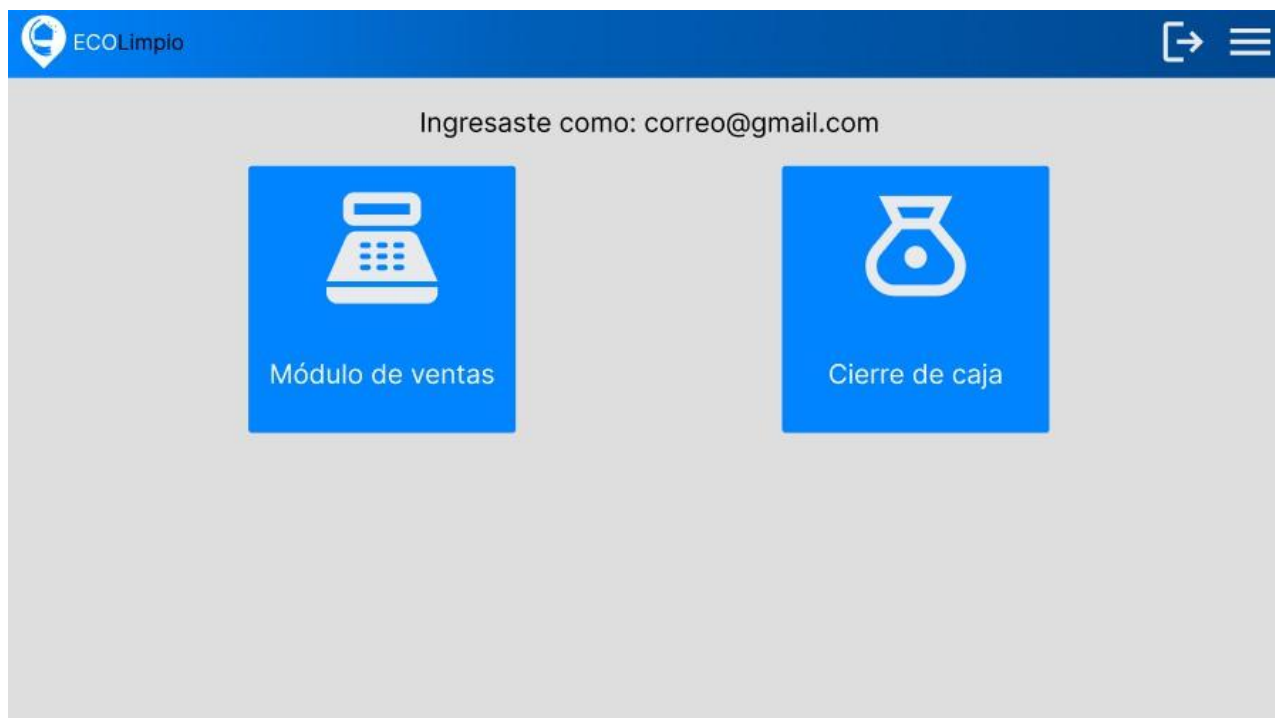 ECOLimpio
Ingresaste como: correo@gmail.com
Módulo de ventas
Cierre de caja